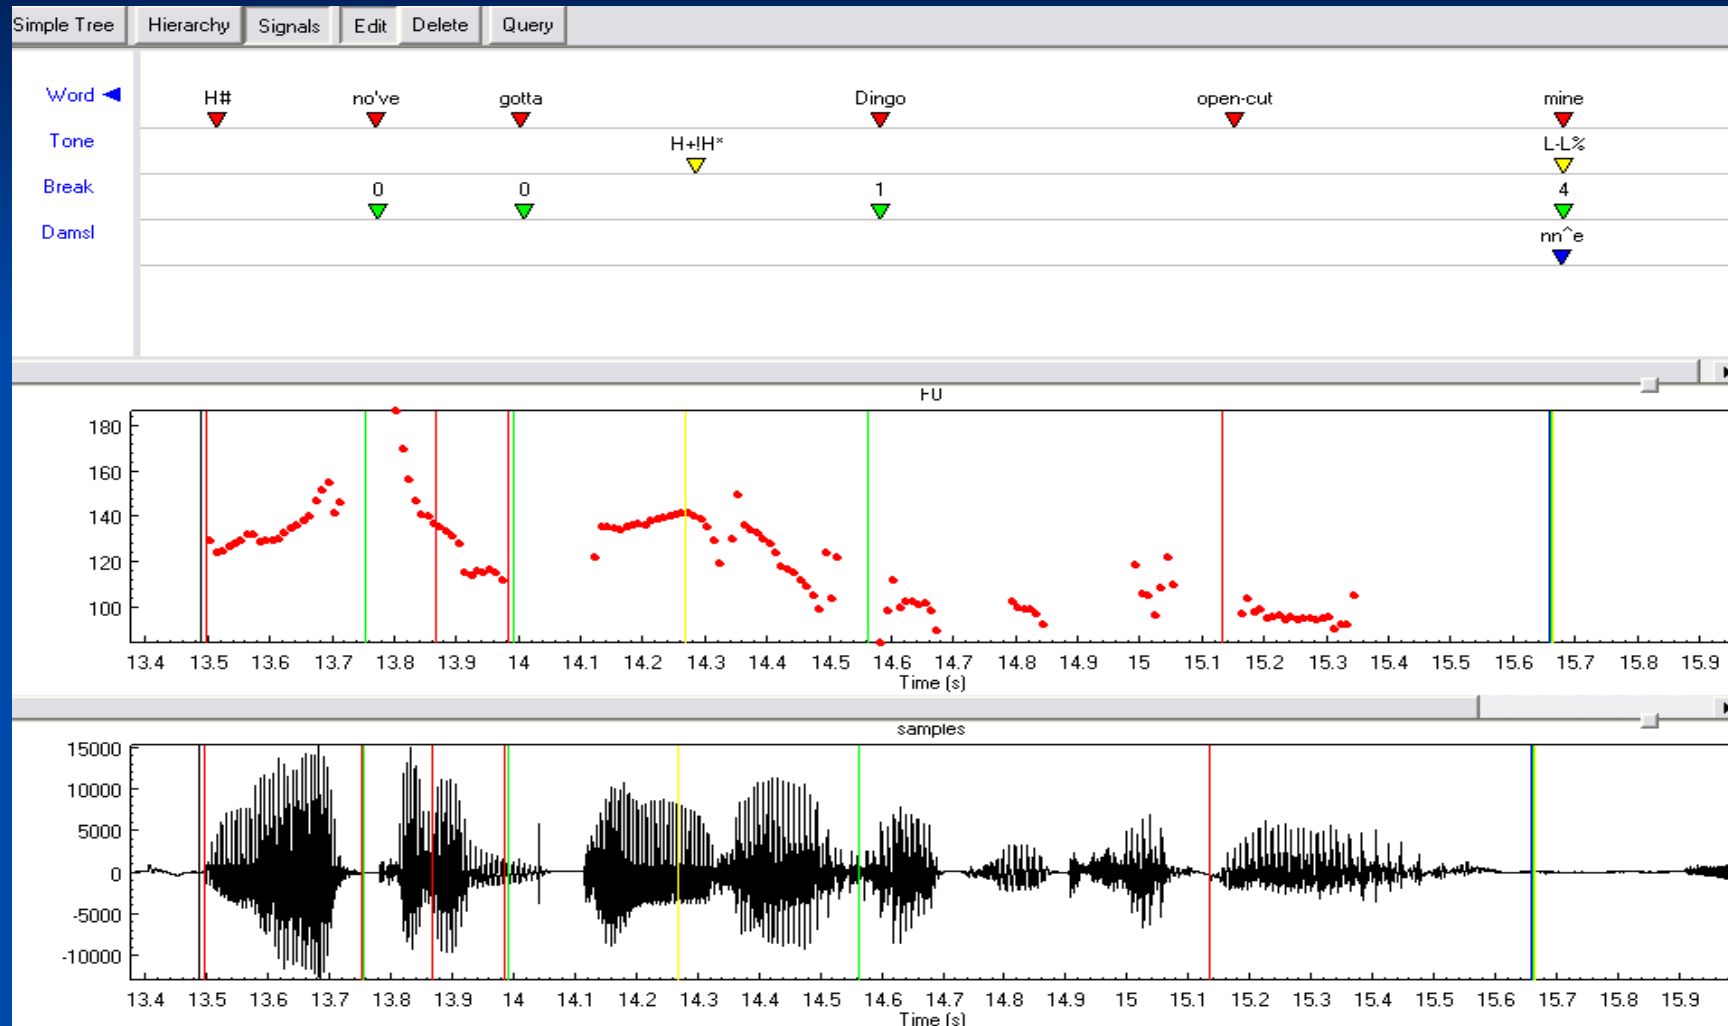 Simple Tree Hierarchy Signals Edit Delete Query
Word H# no've gotta Dingo open-cut mine
Tone H+!H* L-L%
Break 0 0 1 4
Damsl nn^e
F0
180
160
140
120
100
13.4 13.5 13.6 13.7 13.8 13.9 14 14.1 14.2 14.3 14.4 14.5 14.6 14.7 14.8 14.9 15 15.1 15.2 15.3 15.4 15.5 15.6 15.7 15.8 15.9
Time (s)
samples
15000
10000
5000
0
-5000
-10000
13.4 13.5 13.6 13.7 13.8 13.9 14 14.1 14.2 14.3 14.4 14.5 14.6 14.7 14.8 14.9 15 15.1 15.2 15.3 15.4 15.5 15.6 15.7 15.8 15.9
Time (s)